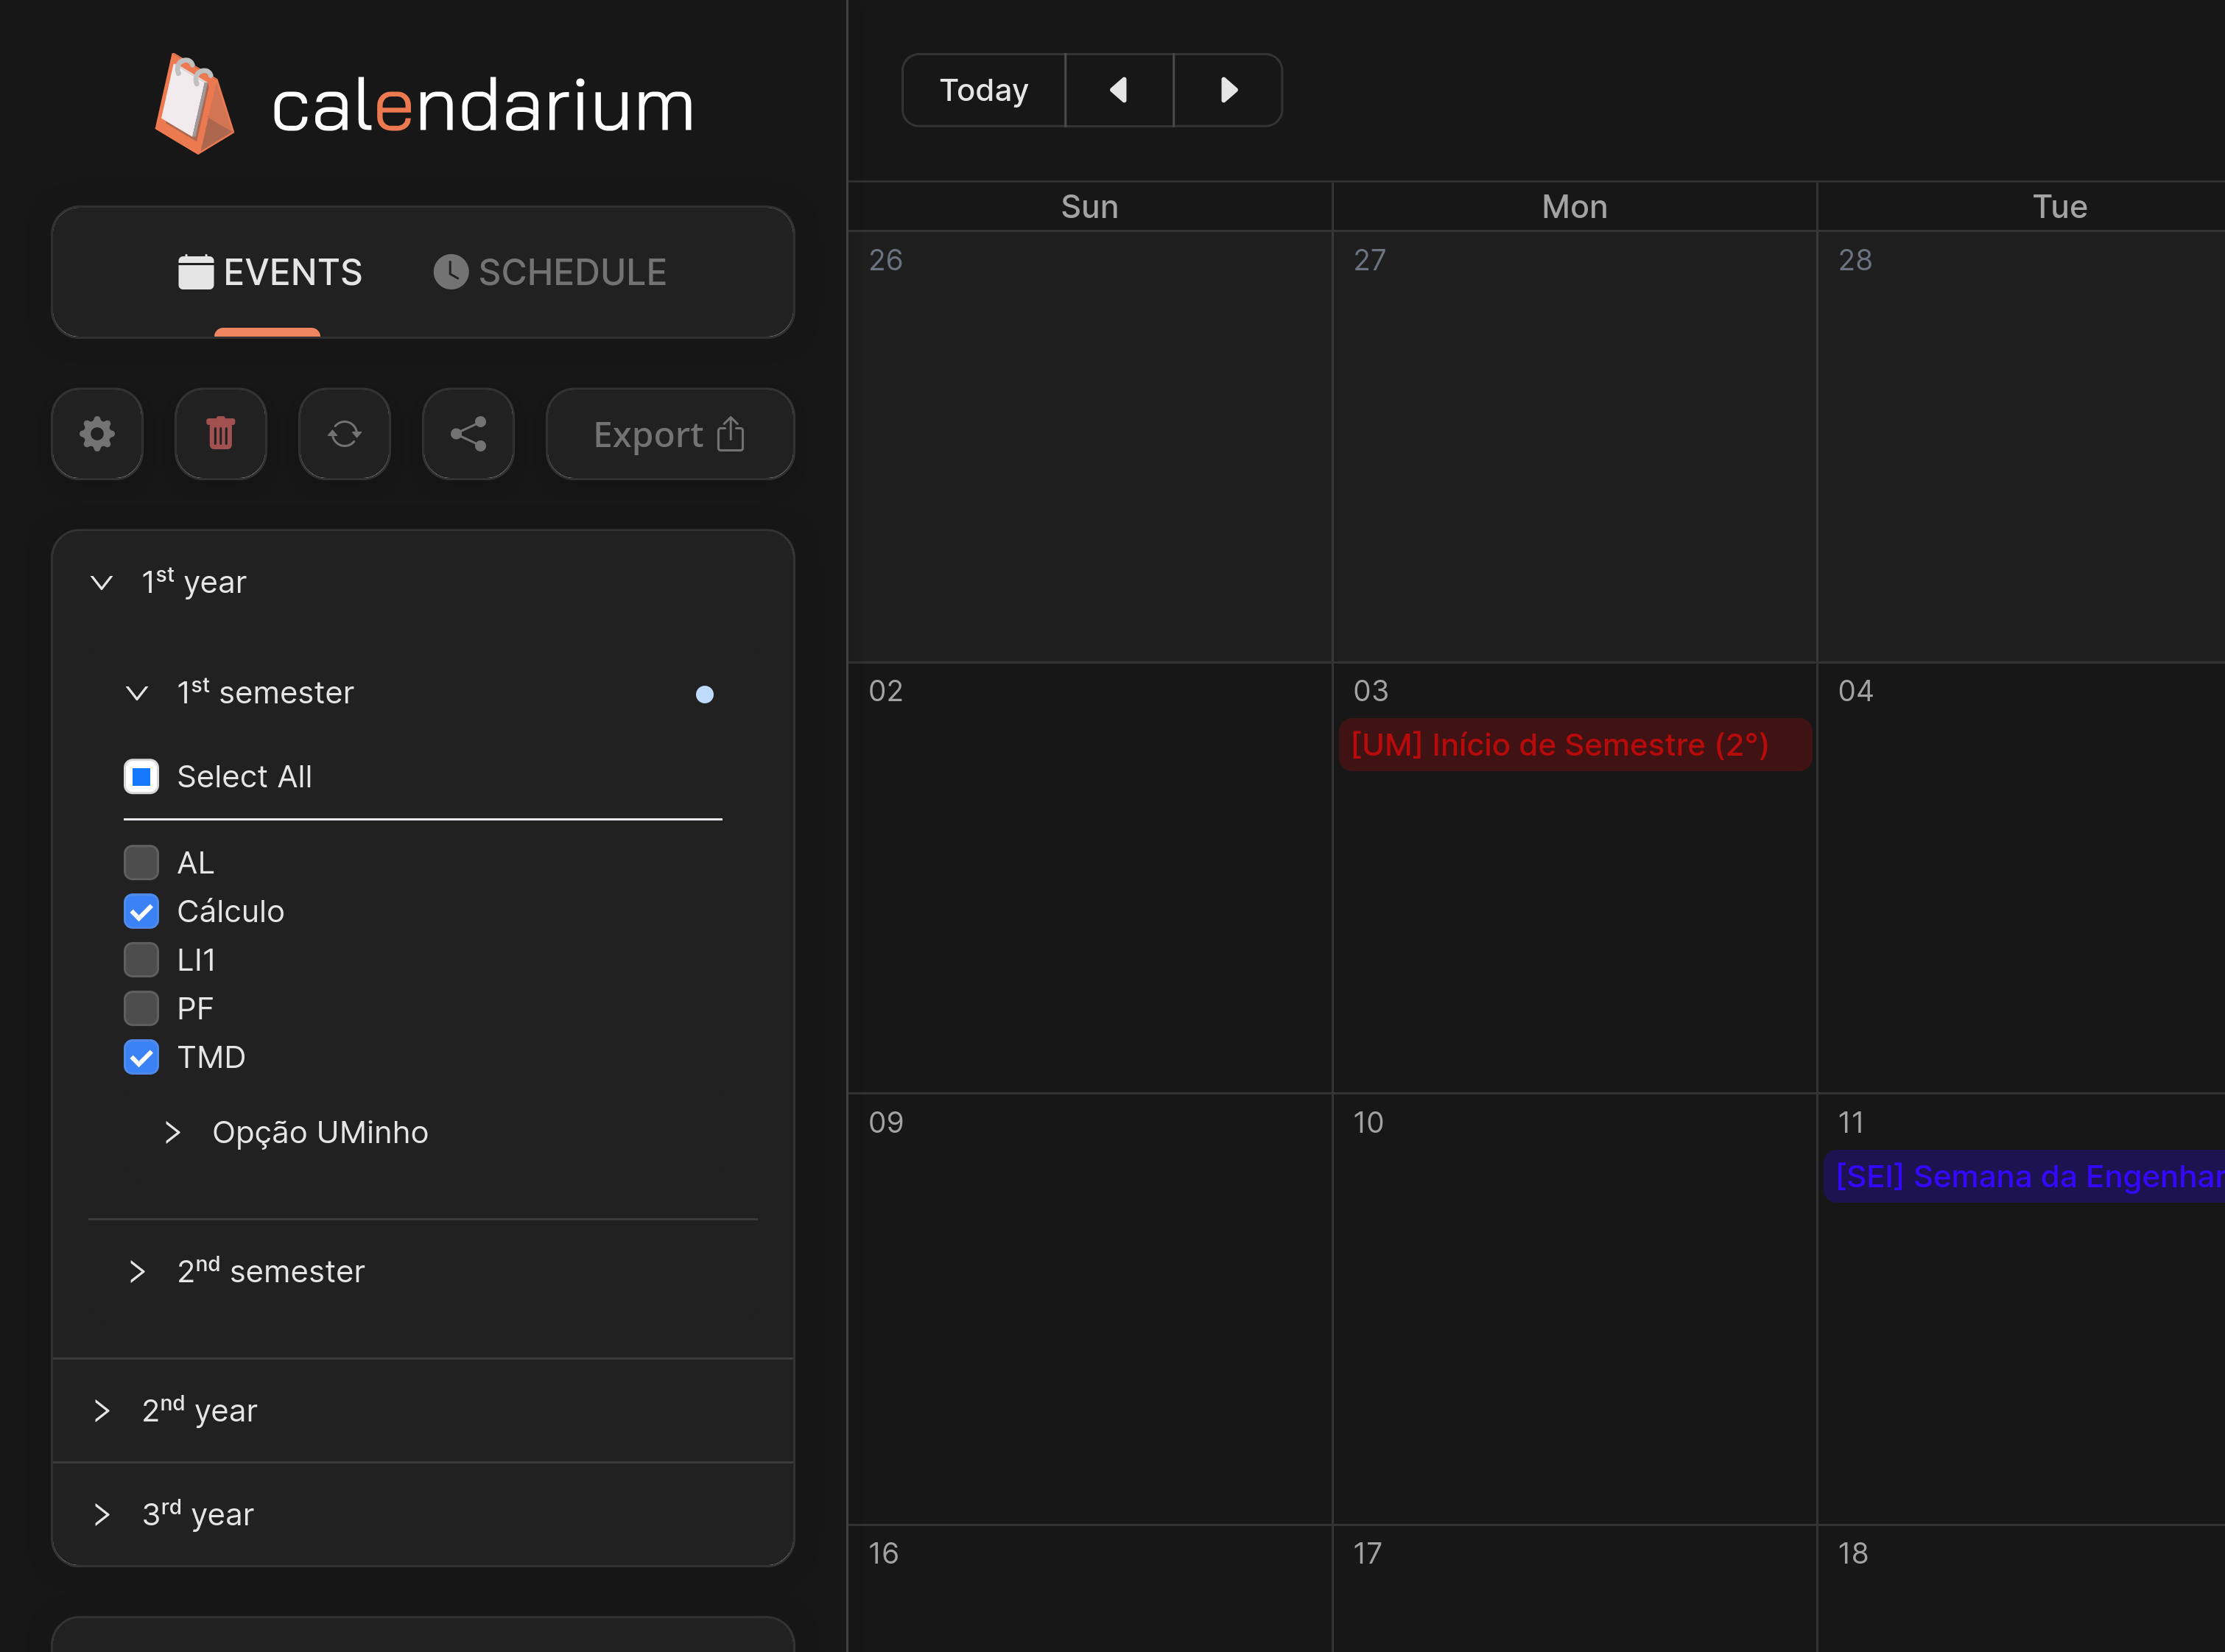 calendarium
EVENTS SCHEDULE
Export
1st year
1st semester
Select All
AL
Cálculo
LI1
PF
TMD
Opção UMinho
2nd semester
2nd year
3rd year
Today
Sun Mon Tue
26 27 28
02 03 04
[UM] Início de Semestre (2°)
09 10 11
[SEI] Semana da Engenhar
16 17 18